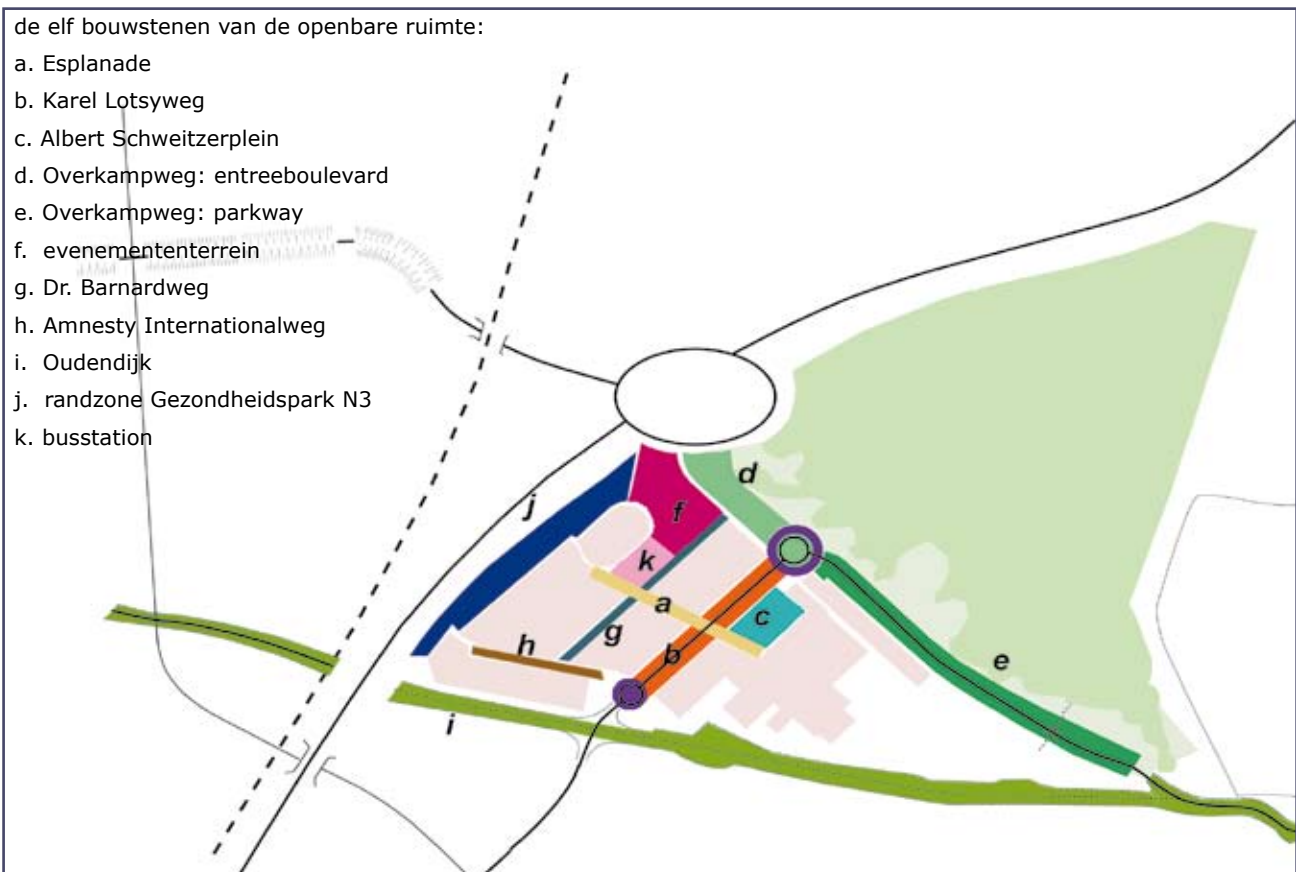 de elf bouwstenen van de openbare ruimte:
a. Esplanade
b. Karel Lotsyweg
c. Albert Schweitzerplein
d. Overkampweg: entreeboulevard
e. Overkampweg: parkway
f. evenemententerrein
g. Dr. Barnardweg
h. Amnesty Internationalweg
i. Oudendijk
j. randzone Gezondheidspark N3
k. busstation
d
j
f
k
a
c
g
h
b
e
i